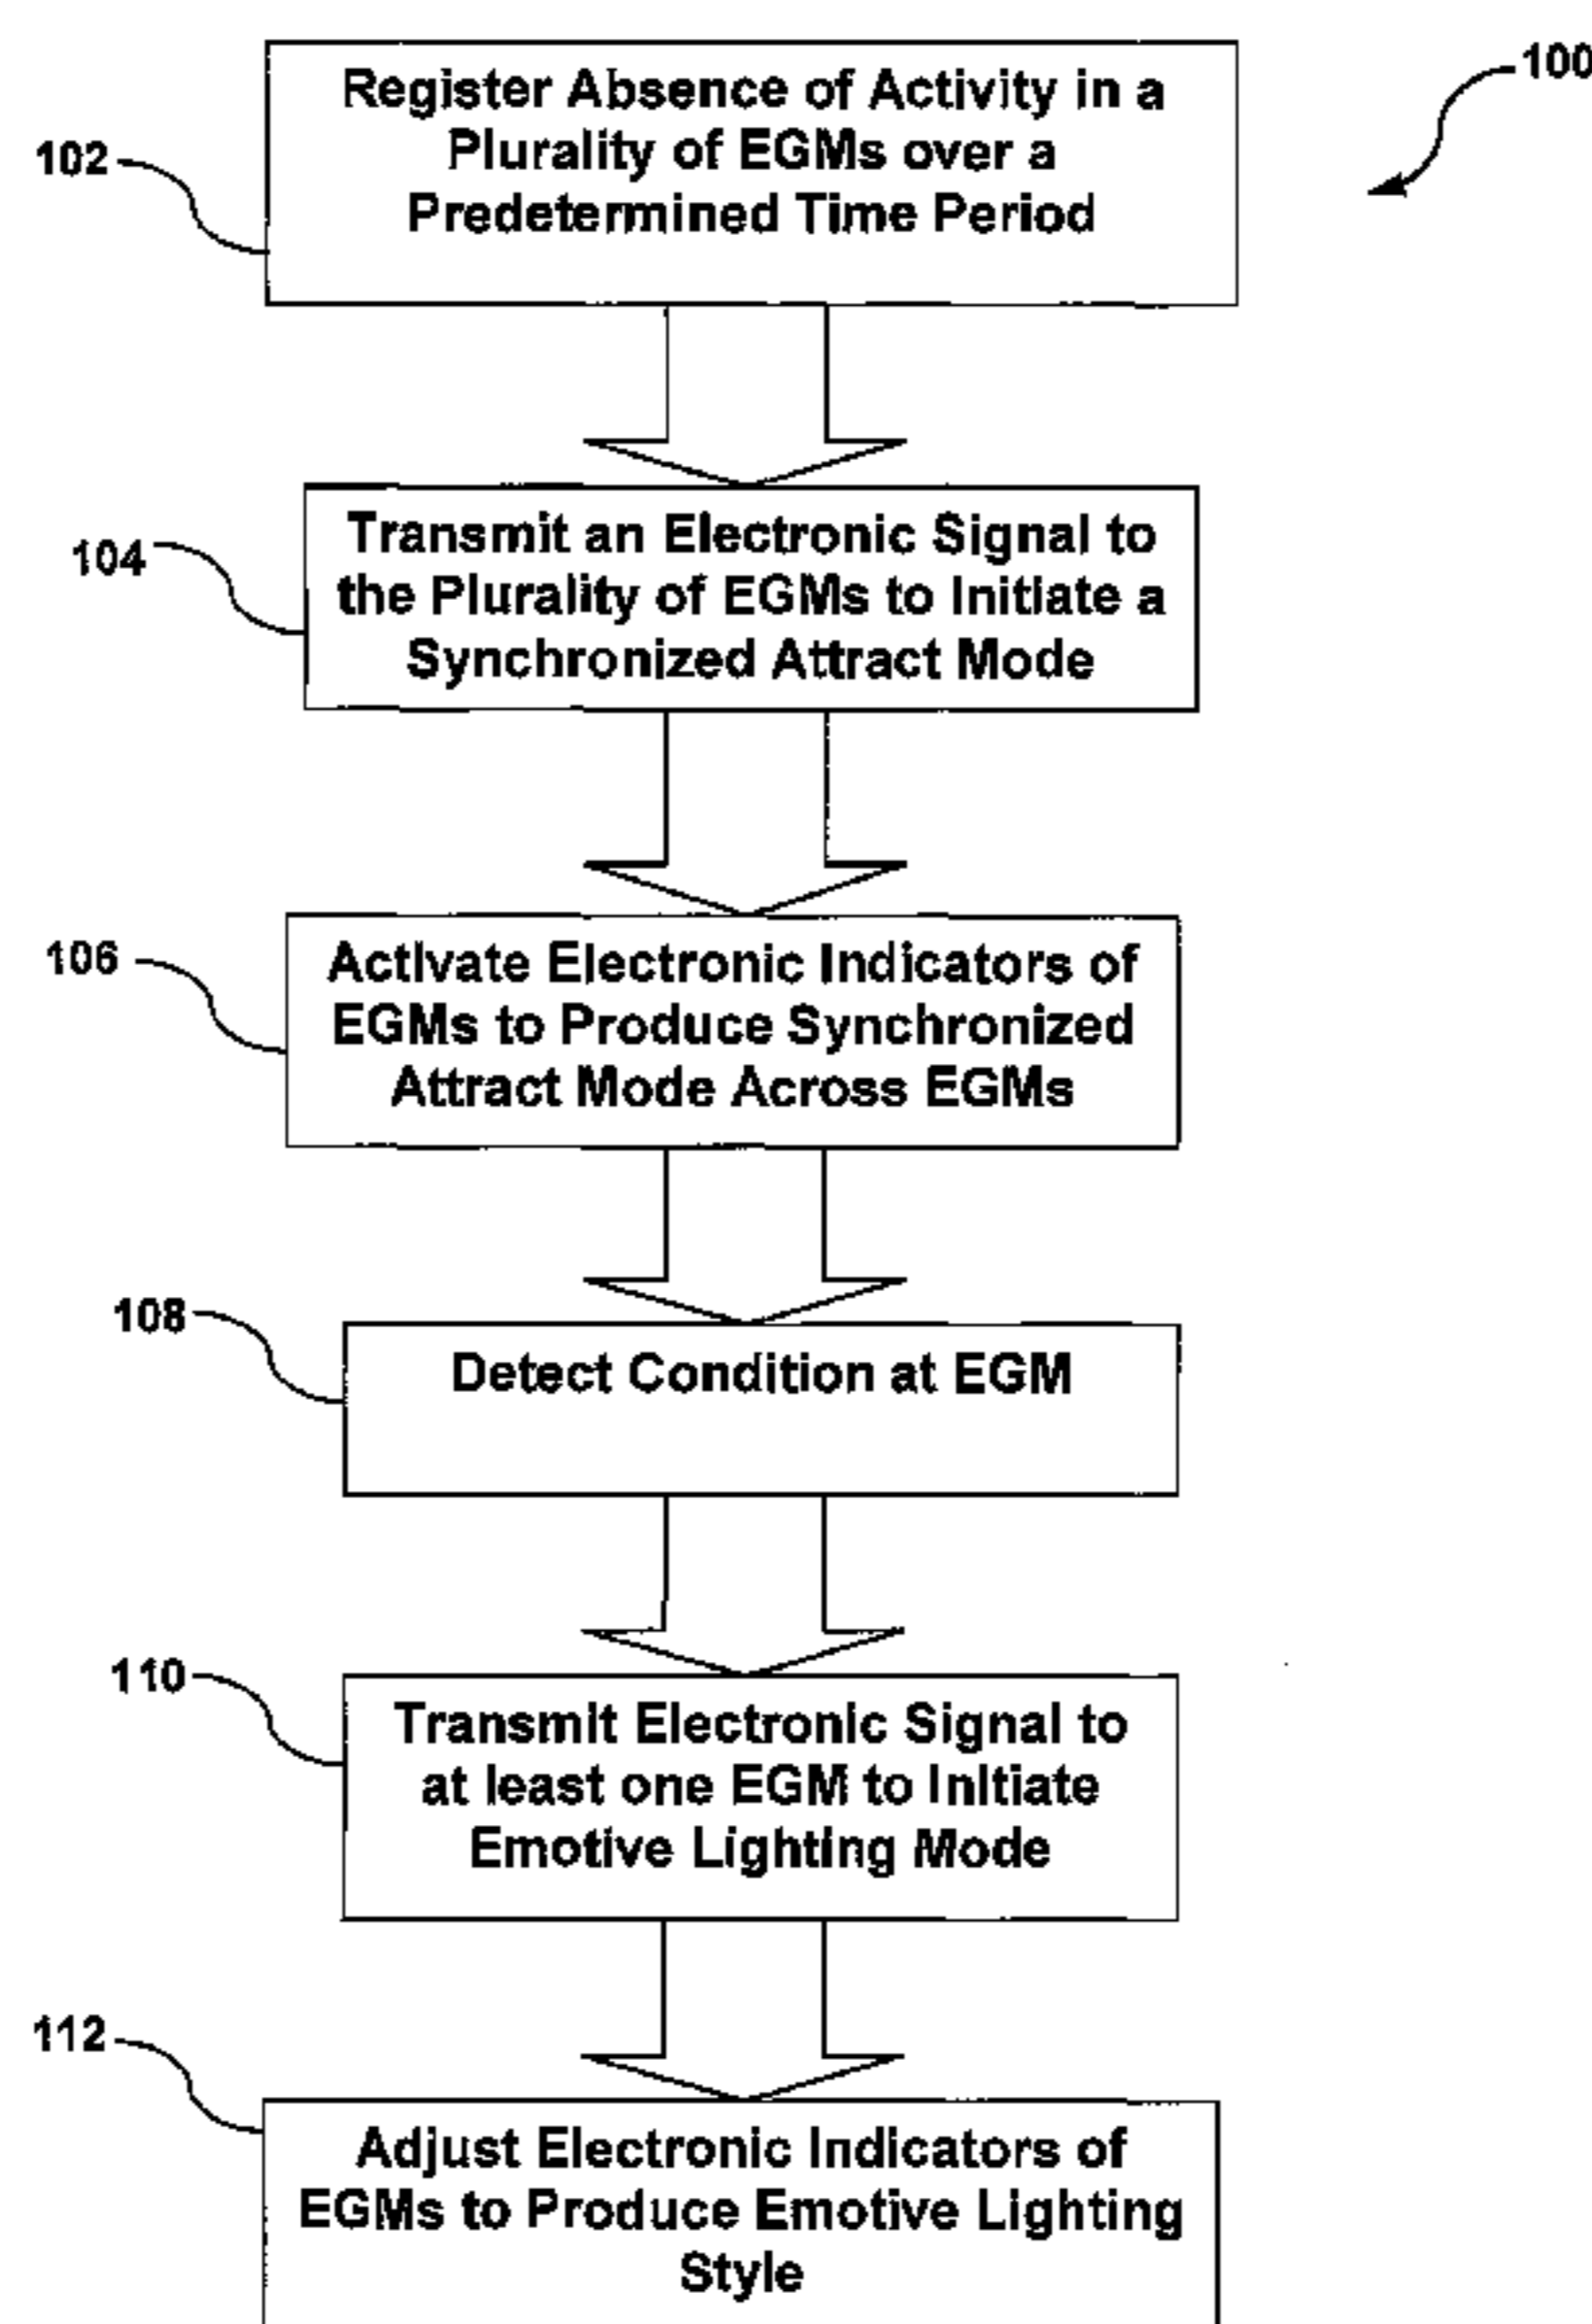 100
102
Register Absence of Activity in a
Plurality of EGMs over a
Predetermined Time Period
104
Transmit an Electronic Signal to
the Plurality of EGMs to Initiate a
Synchronized Attract Mode
106
Activate Electronic Indicators of
EGMs to Produce Synchronized
Attract Mode Across EGMs
108
Detect Condition at EGM
110
Transmit Electronic Signal to
at least one EGM to Initiate
Emotive Lighting Mode
112
Adjust Electronic Indicators of
EGMs to Produce Emotive Lighting
Style